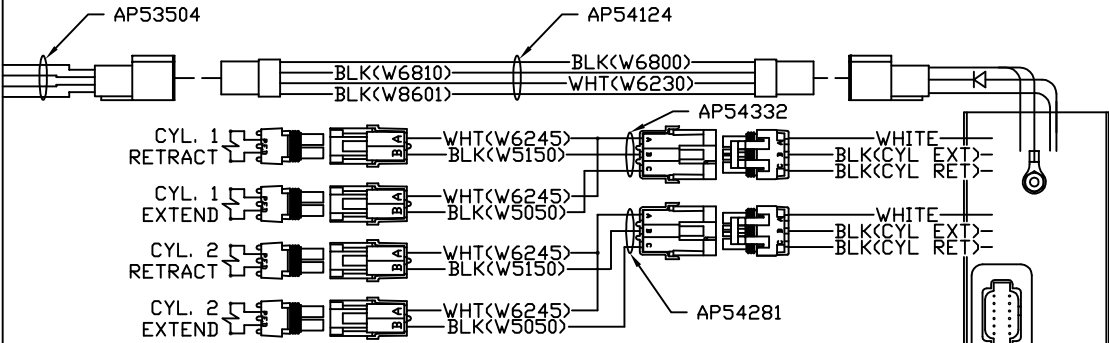 AP53504
AP54124
BLK(W6800)
BLK(W6810)
WHT(W6230)
BLK(W8601)
AP54332
CYL. 1
RETRACT
A
B
WHT(W6245)
BLK(W5150)
A
B
C
WHITE
BLK(CYL EXT)
BLK(CYL RET)
CYL. 1
EXTEND
A
B
WHT(W6245)
BLK(W5050)
A
B
C
WHITE
BLK(CYL EXT)
BLK(CYL RET)
CYL. 2
RETRACT
A
B
WHT(W6245)
BLK(W5150)
CYL. 2
EXTEND
A
B
WHT(W6245)
BLK(W5050)
AP54281